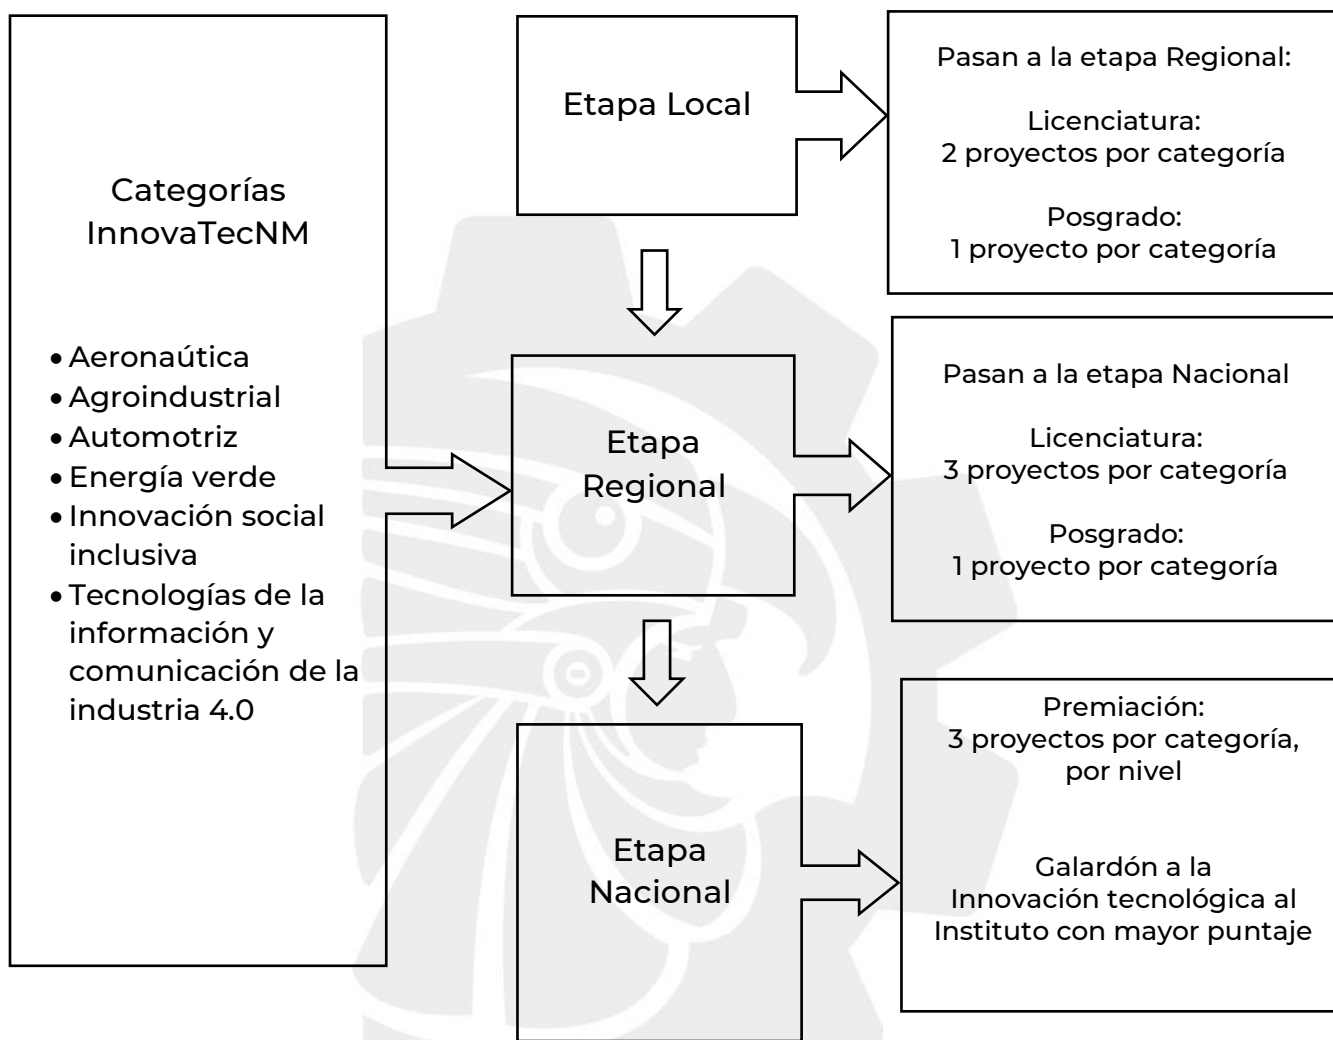 Categorías
InnovaTecNM
• Aeronaútica
• Agroindustrial
• Automotriz
• Energía verde
• Innovación social
inclusiva
• Tecnologías de la
información y
comunicación de la
industria 4.0
Etapa Local
Pasan a la etapa Regional:
Licenciatura:
2 proyectos por categoría
Posgrado:
1 proyecto por categoría
Etapa
Regional
Pasan a la etapa Nacional
Licenciatura:
3 proyectos por categoría
Posgrado:
1 proyecto por categoría
Etapa
Nacional
Premiación:
3 proyectos por categoría,
por nivel
Galardón a la
Innovación tecnológica al
Instituto con mayor puntaje